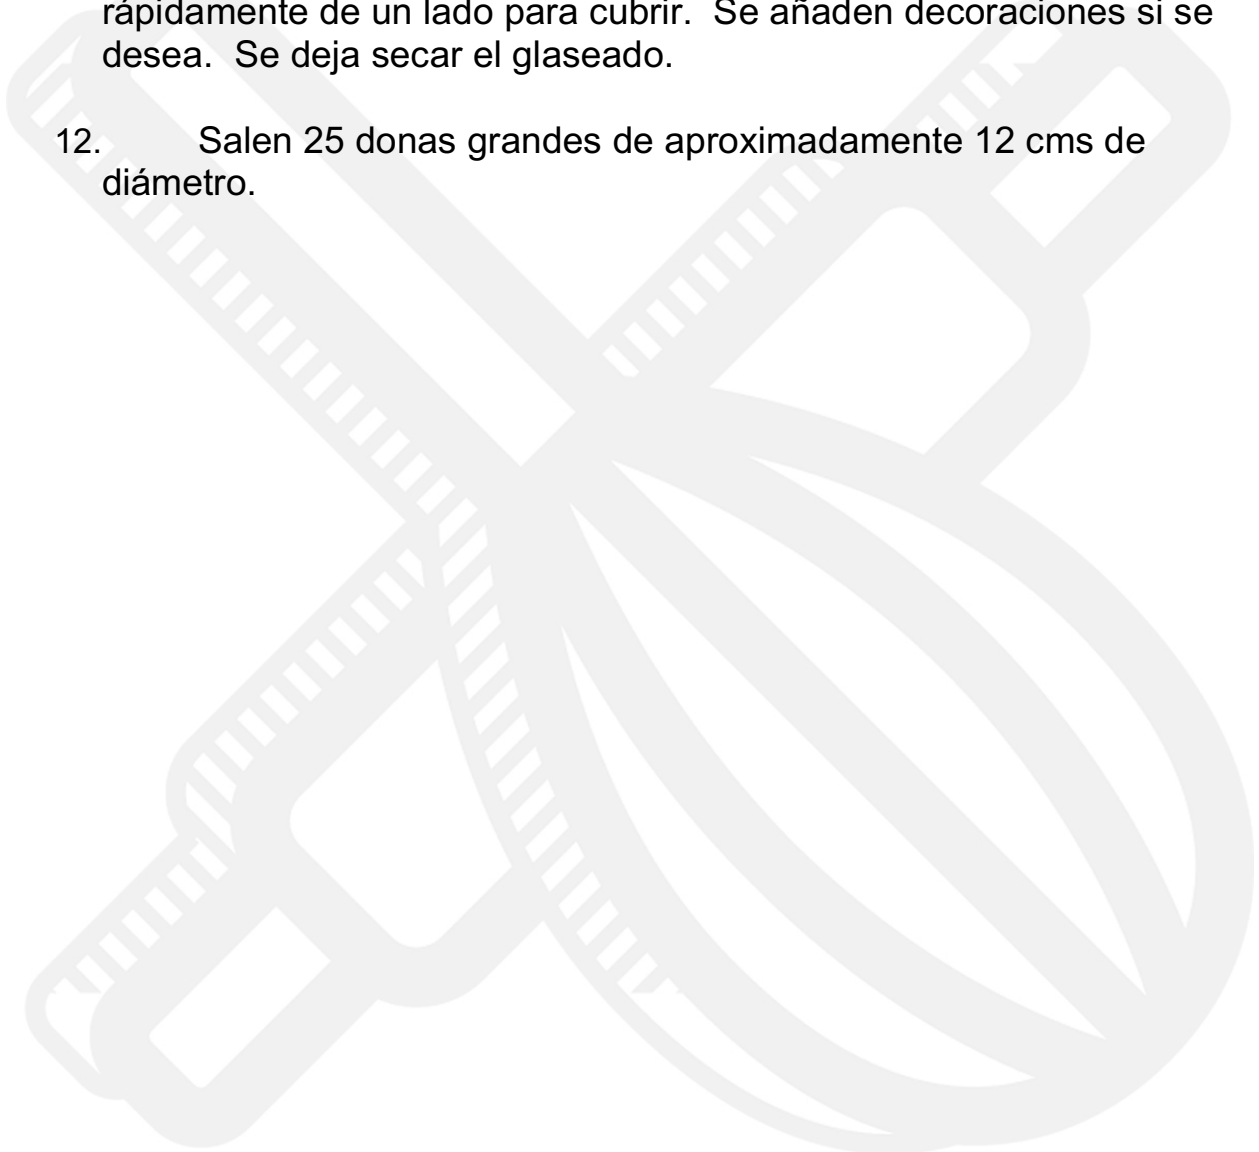 rápidamente de un lado para cubrir.  Se añaden decoraciones si se
desea.  Se deja secar el glaseado.
12. Salen 25 donas grandes de aproximadamente 12 cms de
diámetro.